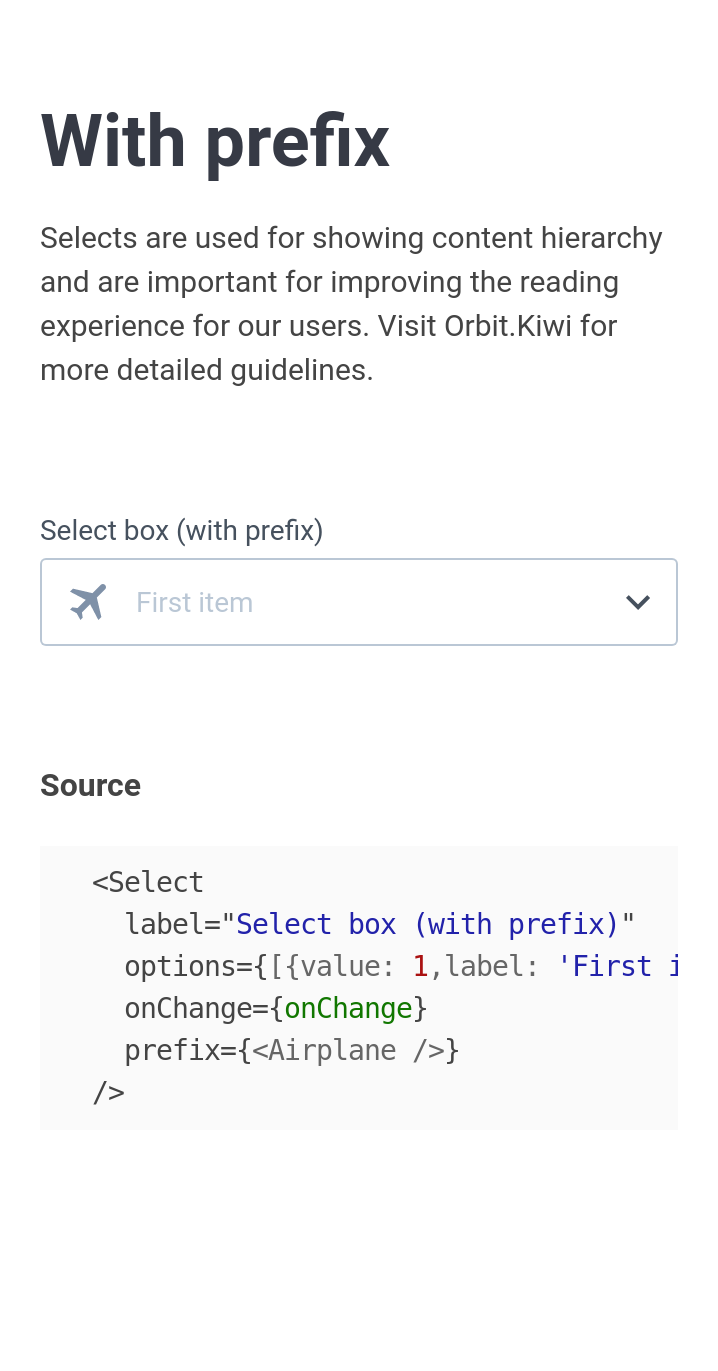 With prefix
Selects are used for showing content hierarchy
and are important for improving the reading
experience for our users. Visit Orbit.Kiwi for
more detailed guidelines.
Select box (with prefix)
First item
Source
<Select
label="Select box (with prefix)"
options={[{value: 1,label: 'First i
onChange={onChange}
prefix={<Airplane />}
/>